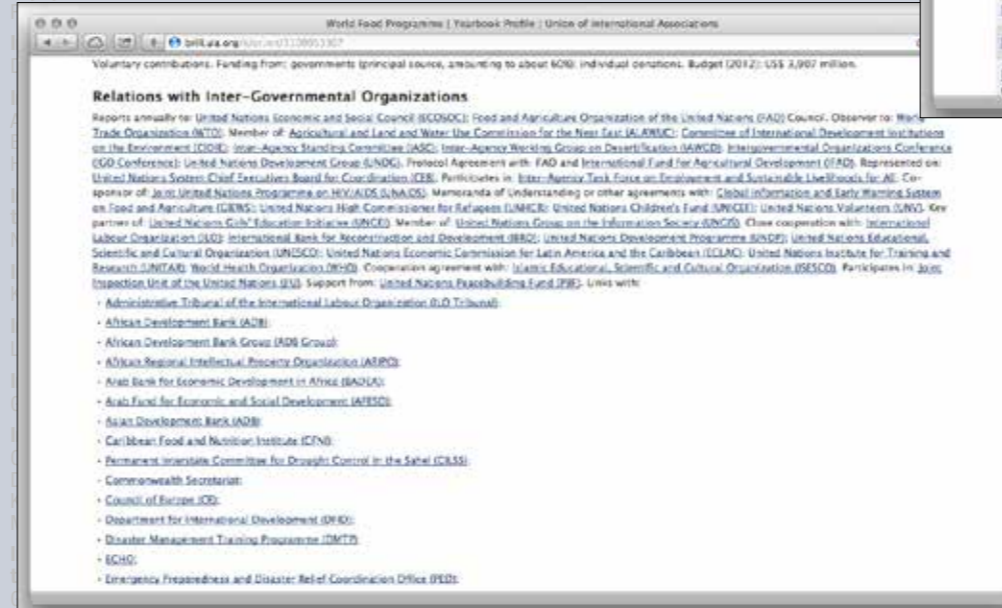 World Food Programme | Yearbook Profile | Union of International Associations
brill.uia.org
Voluntary contributions. Funding from: governments (principal source, amounting to about 60%); individual donations. Budget (2012): US$ 3,907 million.
Relations with Inter-Governmental Organizations
Reports annually to: United Nations Economic and Social Council (ECOSOC); Food and Agriculture Organization of the United Nations (FAO) Council. Observer to: World
Trade Organization (WTO). Member of: Agricultural and Land and Water Use Commission for the Near East (ALAWUC); Committee of International Development Institutions
on the Environment (CIDIE); Inter-Agency Standing Committee (IASC); Inter-Agency Working Group on Desertification (IAWGD); Intergovernmental Organizations Conference
(IGO Conference); United Nations Development Group (UNDG). Protocol Agreement with: FAO and International Fund for Agricultural Development (IFAD). Represented on:
United Nations System Chief Executives Board for Coordination (CEB). Participates in: Inter-Agency Task Force on Employment and Sustainable Livelihoods for All. Co-
sponsor of: Joint United Nations Programme on HIV/AIDS (UNAIDS). Memoranda of Understanding or other agreements with: Global Information and Early Warning System
on Food and Agriculture (GIEWS); United Nations High Commissioner for Refugees (UNHCR); United Nations Children's Fund (UNICEF); United Nations Volunteers (UNV). Key
partner of: United Nations Girls' Education Initiative (UNGEI). Member of: United Nations Group on the Information Society (UNGIS). Close cooperation with: International
Labour Organization (ILO); International Bank for Reconstruction and Development (IBRD); United Nations Development Programme (UNDP); United Nations Educational,
Scientific and Cultural Organization (UNESCO); United Nations Economic Commission for Latin America and the Caribbean (ECLAC); United Nations Institute for Training and
Research (UNITAR); World Health Organization (WHO). Cooperation agreement with: Islamic Educational, Scientific and Cultural Organization (ISESCO). Participates in: Joint
Inspection Unit of the United Nations (JIU). Support from: United Nations Peacebuilding Fund (PBF). Links with:
• Administrative Tribunal of the International Labour Organization (ILO Tribunal);
• African Development Bank (ADB);
• African Development Bank Group (ADB Group);
• African Regional Intellectual Property Organization (ARIPO);
• Arab Bank for Economic Development in Africa (BADEA);
• Arab Fund for Economic and Social Development (AFESD);
• Asian Development Bank (ADB);
• Caribbean Food and Nutrition Institute (CFNI);
• Permanent Interstate Committee for Drought Control in the Sahel (CILSS);
• Commonwealth Secretariat;
• Council of Europe (CE);
• Department for International Development (DFID);
• Disaster Management Training Programme (DMTP);
• ECHO;
• Emergency Preparedness and Disaster Relief Coordination Office (PED);